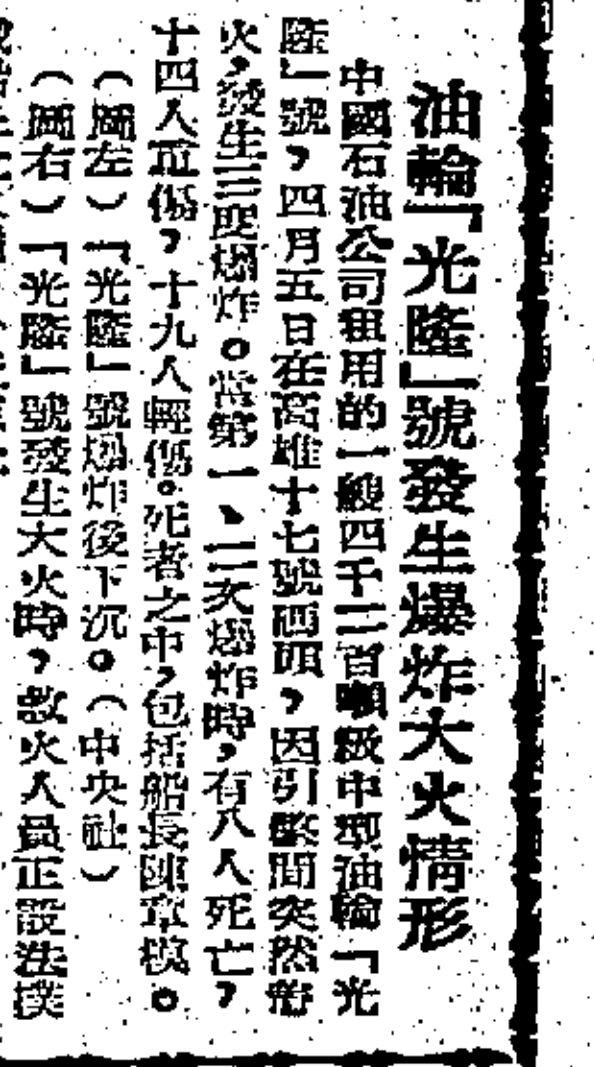 油輪「光隆」號發生爆炸大火情形
中國石油公司租用的一艘四千二百噸級中型油輪「光
隆」號，四月五日在高雄十七號碼頭，因引擎間突然着
火，發生三度爆炸。當第一、二次爆炸時，有八人死亡，
十四人重傷，十九人輕傷。死者之中，包括船長陳章模。
（圖左）「光隆」號爆炸後下沉。（中央社）
（圖右）「光隆」號發生大火時，救火人員正設法撲